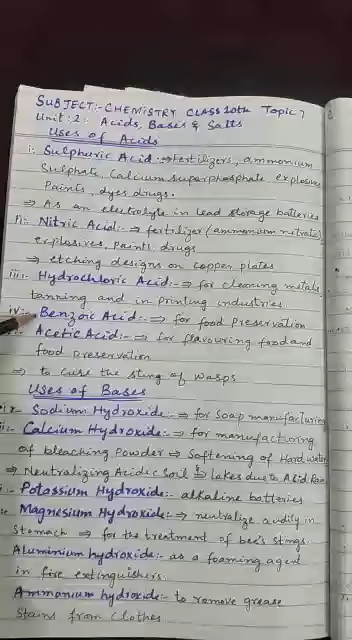 SUBJECT:- CHEMISTRY CLASS 10th Topic 7
Unit: 2: Acids, Bases & Salts
Uses of Acids
i:- Sulphuric Acid:- ⇒ fertilizers, ammonium
Sulphate, Calcium Superphosphate, explosives
Paints, dyes drugs.
⇒ As an electrolyte in lead storage batteries
ii:- Nitric Acid:- ⇒ fertilizer (ammonium nitrate)
explosives, paint, drugs
⇒ etching designs on copper plates
iii:- Hydrochloric Acid:- ⇒ for cleaning metals
tanning and in printing industries
iv:- Benzoic Acid:- ⇒ for food preservation
Acetic Acid:- ⇒ for flavouring food and
food preservation
⇒ to cure the sting of wasps
Uses of Bases
Sodium Hydroxide:- ⇒ for soap manufacturing
ii:- Calcium Hydroxide:- ⇒ for manufacturing
of bleaching powder ⇒ Softening of Hard water
⇒ Neutralizing Acidic Soil & lakes due to Acid Rain
Potassium Hydroxide:- alkaline batteries
Magnesium Hydroxide:- ⇒ neutralize acidity in
Stomach ⇒ for the treatment of bee's stings.
Aluminium hydroxide:- as a foaming agent
in fire extinguishers.
Ammonium hydroxide:- to remove grease
Stains from clothes.